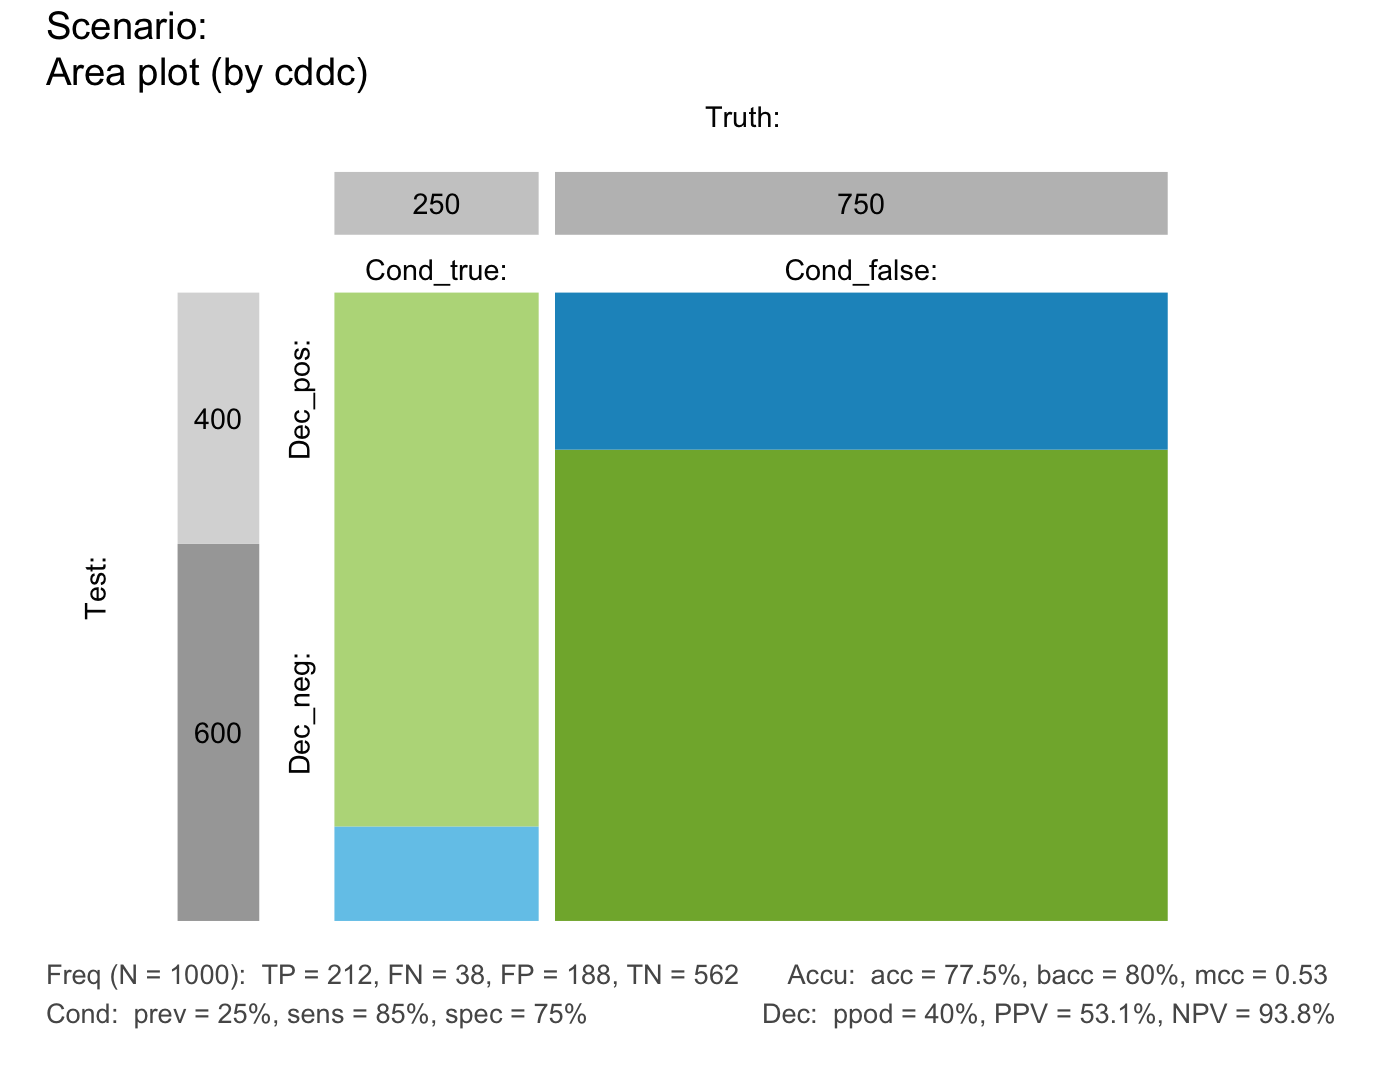 Scenario:
Area plot (by cddc)
Truth:
250
750
Cond_true:
Cond_false:
Test:
400
600
Dec_pos:
Dec_neg:
Freq (N = 1000):  TP = 212, FN = 38, FP = 188, TN = 562
Accu:  acc = 77.5%, bacc = 80%, mcc = 0.53
Cond:  prev = 25%, sens = 85%, spec = 75%
Dec:  ppod = 40%, PPV = 53.1%, NPV = 93.8%